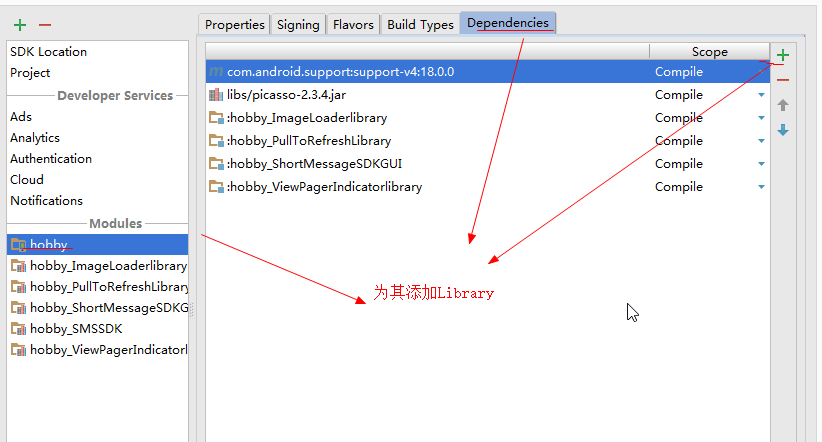 Properties
Signing
Flavors
Build Types
Dependencies
SDK Location
Project
Developer Services
Ads
Analytics
Authentication
Cloud
Notifications
Modules
hobby
hobby_ImageLoaderlibrary
hobby_PullToRefreshLibrary
hobby_ShortMessageSDKG
hobby_SMSSDK
hobby_ViewPagerIndicatorl
Scope
m com.android.support:support-v4:18.0.0 Compile
libs/picasso-2.3.4.jar Compile
:hobby_ImageLoaderlibrary Compile
:hobby_PullToRefreshLibrary Compile
:hobby_ShortMessageSDKGUI Compile
:hobby_ViewPagerIndicatorlibrary Compile
为其添加Library